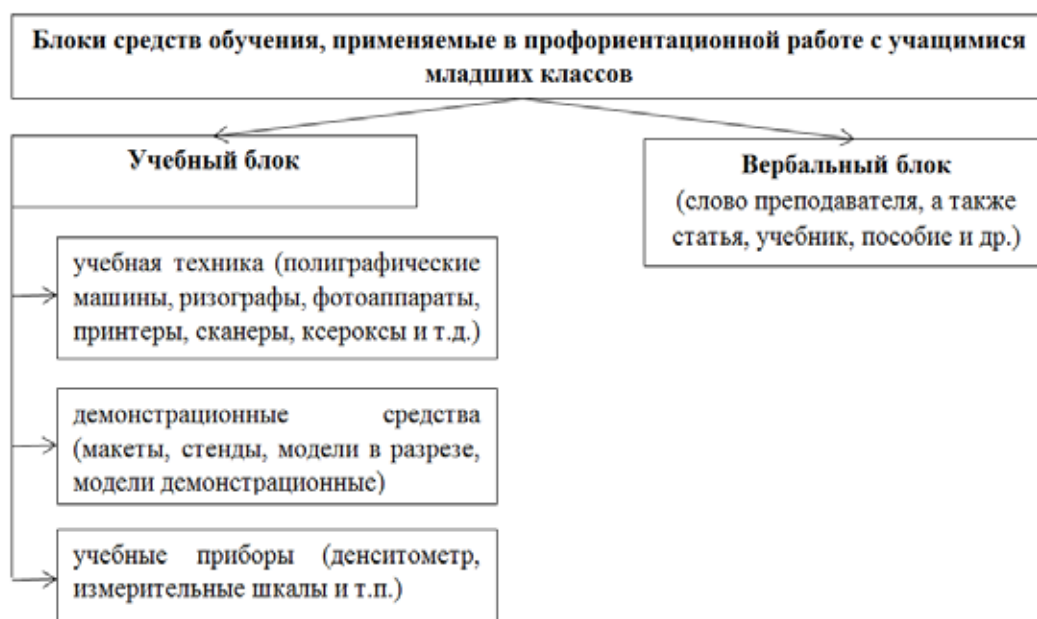 Блоки средств обучения, применяемые в профориентационной работе с учащимися
младших классов
Учебный блок
Вербальный блок
(слово преподавателя, а также
статья, учебник, пособие и др.)
учебная техника (полиграфические
машины, ризографы, фотоаппараты,
принтеры, сканеры, ксероксы и т.д.)
демонстрационные средства
(макеты, стенды, модели в разрезе,
модели демонстрационные)
учебные приборы (денситометр,
измерительные шкалы и т.п.)